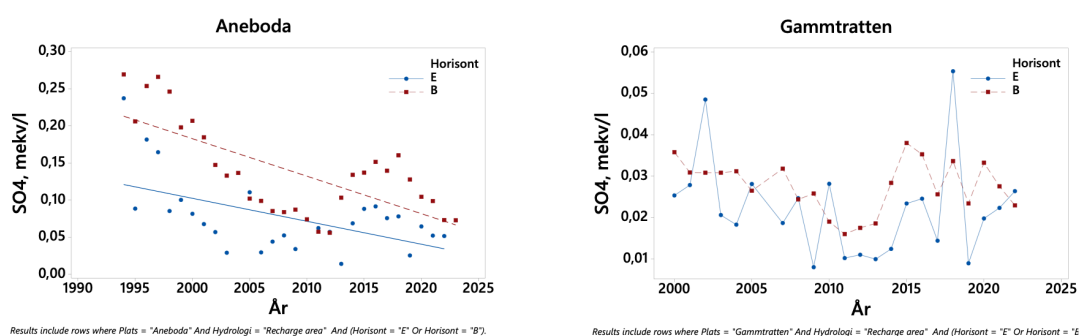 Aneboda
SO4, mekv/l
0,30
0,25
0,20
0,15
0,10
0,05
0,00
Horisont
E
B
1990 1995 2000 2005 2010 2015 2020 2025
År
Results include rows where Plats = "Aneboda" And Hydrologi = "Recharge area" And (Horisont = "E" Or Horisont = "B").
Gammtratten
SO4, mekv/l
0,06
0,05
0,04
0,03
0,02
0,01
Horisont
E
B
2000 2005 2010 2015 2020 2025
År
Results include rows where Plats = "Gammtratten" And Hydrologi = "Recharge area" And (Horisont = "E